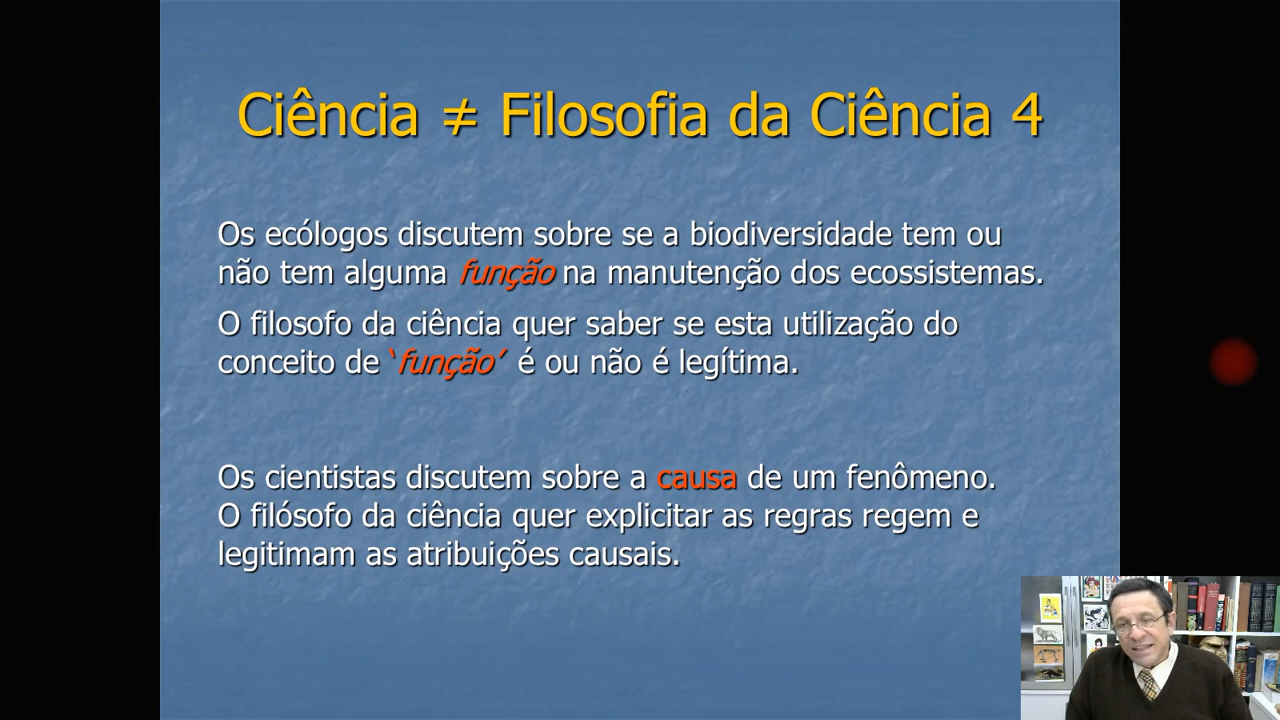 Ciência ≠ Filosofia da Ciência 4
Os ecólogos discutem sobre se a biodiversidade tem ou
não tem alguma função na manutenção dos ecossistemas.
O filosofo da ciência quer saber se esta utilização do
conceito de ‘função’ é ou não é legítima.
Os cientistas discutem sobre a causa de um fenômeno.
O filósofo da ciência quer explicitar as regras regem e
legitimam as atribuições causais.